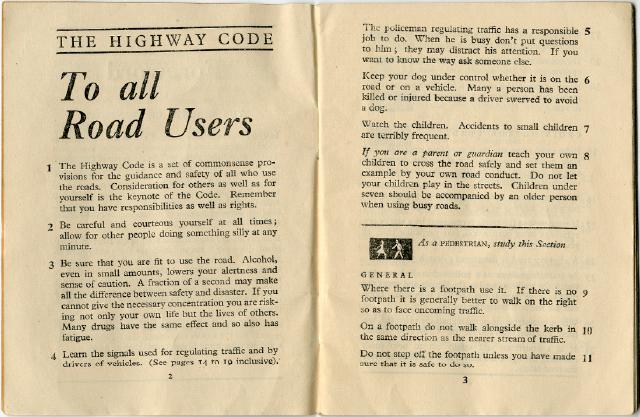 THE HIGHWAY CODE
To all
Road Users
1 The Highway Code is a set of commonsense pro-
visions for the guidance and safety of all who use
the roads. Consideration for others as well as for
yourself is the keynote of the Code. Remember
that you have responsibilities as well as rights.
2 Be careful and courteous yourself at all times;
allow for other people doing something silly at any
minute.
3 Be sure that you are fit to use the road. Alcohol,
even in small amounts, lowers your alertness and
sense of caution. A fraction of a second may make
all the difference between safety and disaster. If you
cannot give the necessary concentration you are risk-
ing not only your own life but the lives of others.
Many drugs have the same effect and so also has
fatigue.
4 Learn the signals used for regulating traffic and by
drivers of vehicles. (See pages 14 to 19 inclusive).
2
The policeman regulating traffic has a responsible 5
job to do. When he is busy don't put questions
to him; they may distract his attention. If you
want to know the way ask someone else.
Keep your dog under control whether it is on the 6
road or on a vehicle. Many a person has been
killed or injured because a driver swerved to avoid
a dog.
Watch the children. Accidents to small children 7
are terribly frequent.
If you are a parent or guardian teach your own 8
children to cross the road safely and set them an
example by your own road conduct. Do not let
your children play in the streets. Children under
seven should be accompanied by an older person
when using busy roads.
As a PEDESTRIAN, study this Section
GENERAL
Where there is a footpath use it. If there is no 9
footpath it is generally better to walk on the right
so as to face oncoming traffic.
On a footpath do not walk alongside the kerb in 10
the same direction as the nearer stream of traffic.
Do not step off the footpath unless you have made 11
sure that it is safe to do so.
3